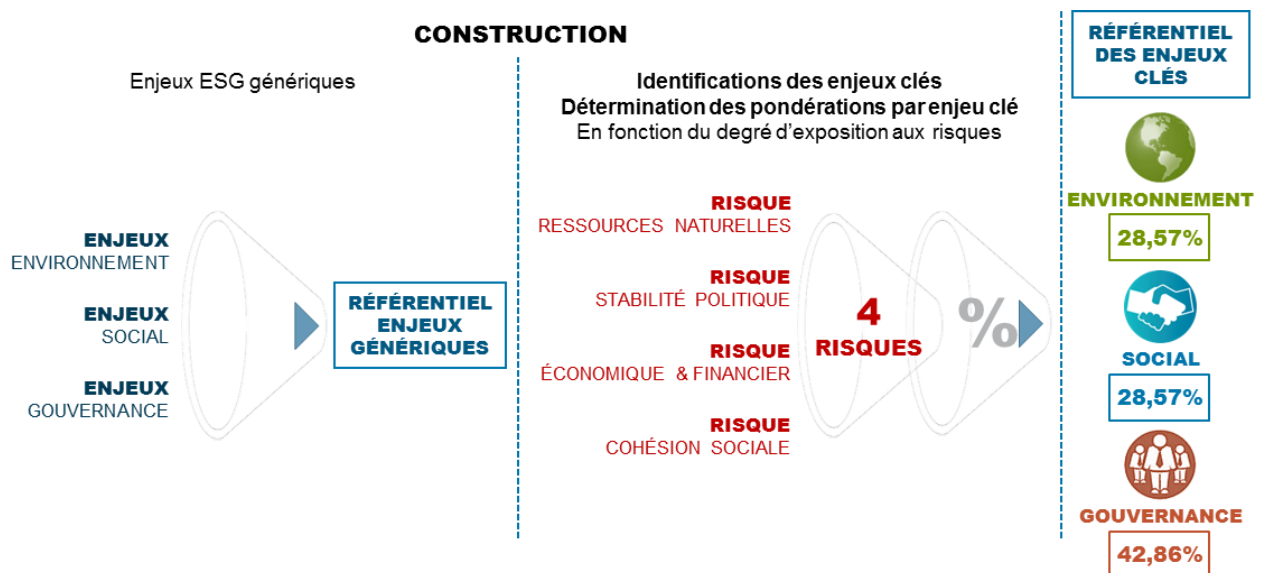 CONSTRUCTION
Enjeux ESG génériques
ENJEUX
ENVIRONNEMENT
ENJEUX
SOCIAL
ENJEUX
GOUVERNANCE
RÉFÉRENTIEL
ENJEUX
GÉNÉRIQUES
Identifications des enjeux clés
Détermination des pondérations par enjeu clé
En fonction du degré d'exposition aux risques
RISQUE
RESSOURCES NATURELLES
RISQUE
STABILITÉ POLITIQUE
RISQUE
ÉCONOMIQUE & FINANCIER
RISQUE
COHÉSION SOCIALE
4
RISQUES
%
RÉFÉRENTIEL
DES ENJEUX
CLÉS
ENVIRONNEMENT
28,57%
SOCIAL
28,57%
GOUVERNANCE
42,86%